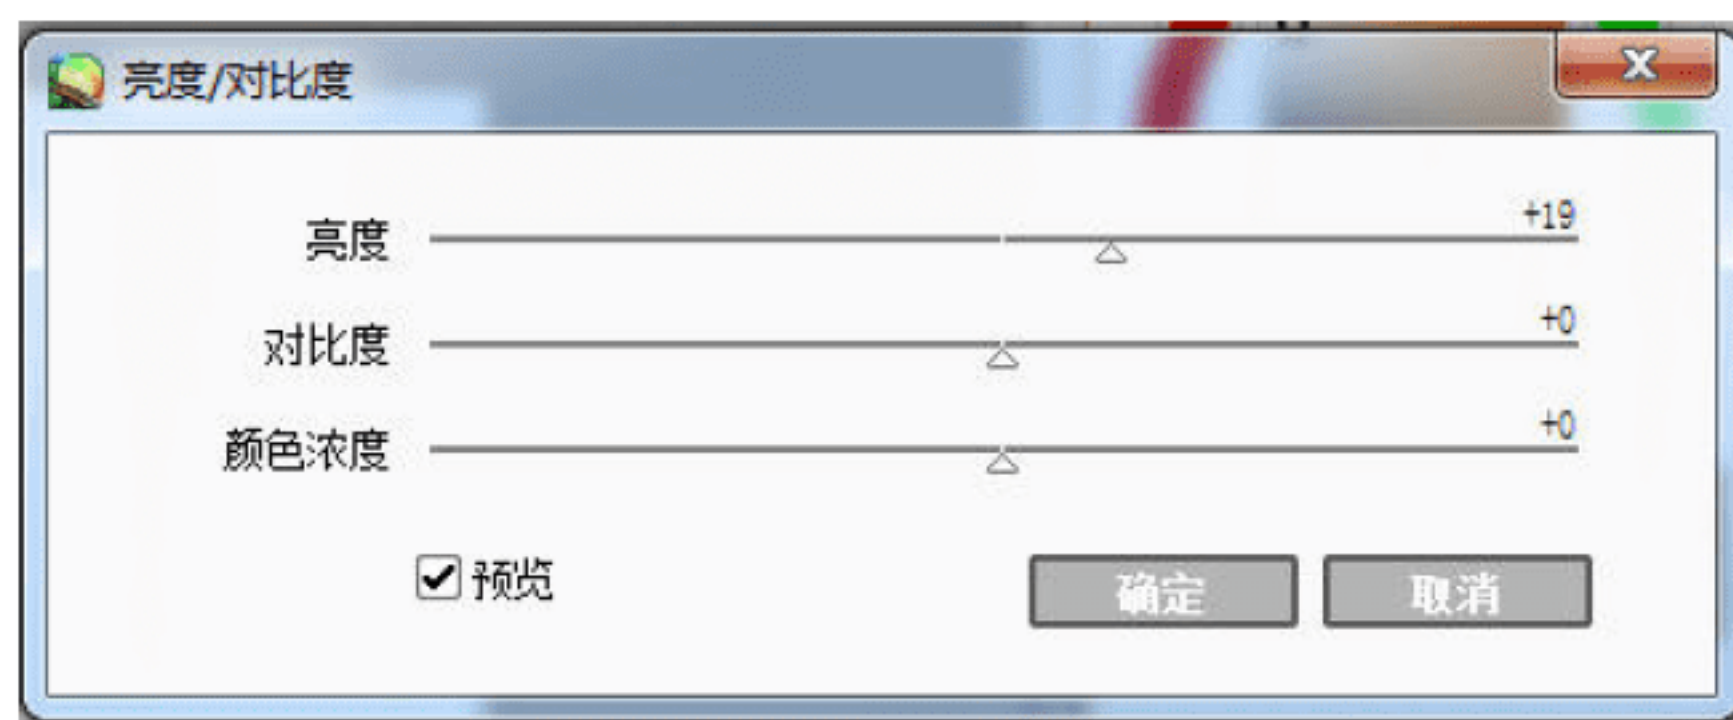 亮度/对比度
亮度 +19
对比度 +0
颜色浓度 +0
预览 确定 取消